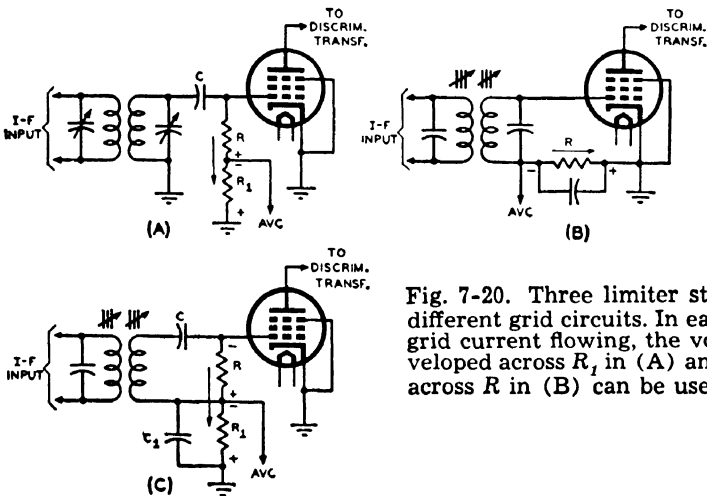 TO
DISCRIM.
TRANSF.
C
I-F
INPUT
R
+
-
R1
+
AVC
(A)
TO
DISCRIM.
TRANSF.
I-F
INPUT
R
- +
AVC
(B)
TO
DISCRIM.
TRANSF.
C
-
I-F
INPUT
R
+
-
C1
R1
+
AVC
(C)
Fig. 7-20. Three limiter st
different grid circuits. In ea
grid current flowing, the vo
veloped across R1 in (A) an
across R in (B) can be use